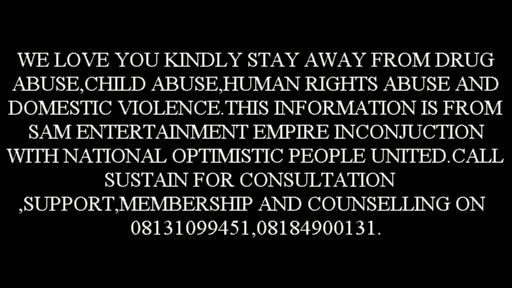 WE LOVE YOU KINDLY STAY AWAY FROM DRUG
ABUSE,CHILD ABUSE,HUMAN RIGHTS ABUSE AND
DOMESTIC VIOLENCE.THIS INFORMATION IS FROM
SAM ENTERTAINMENT EMPIRE INCONJUCTION
WITH NATIONAL OPTIMISTIC PEOPLE UNITED.CALL
SUSTAIN FOR CONSULTATION
,SUPPORT,MEMBERSHIP AND COUNSELLING ON
08131099451,08184900131.